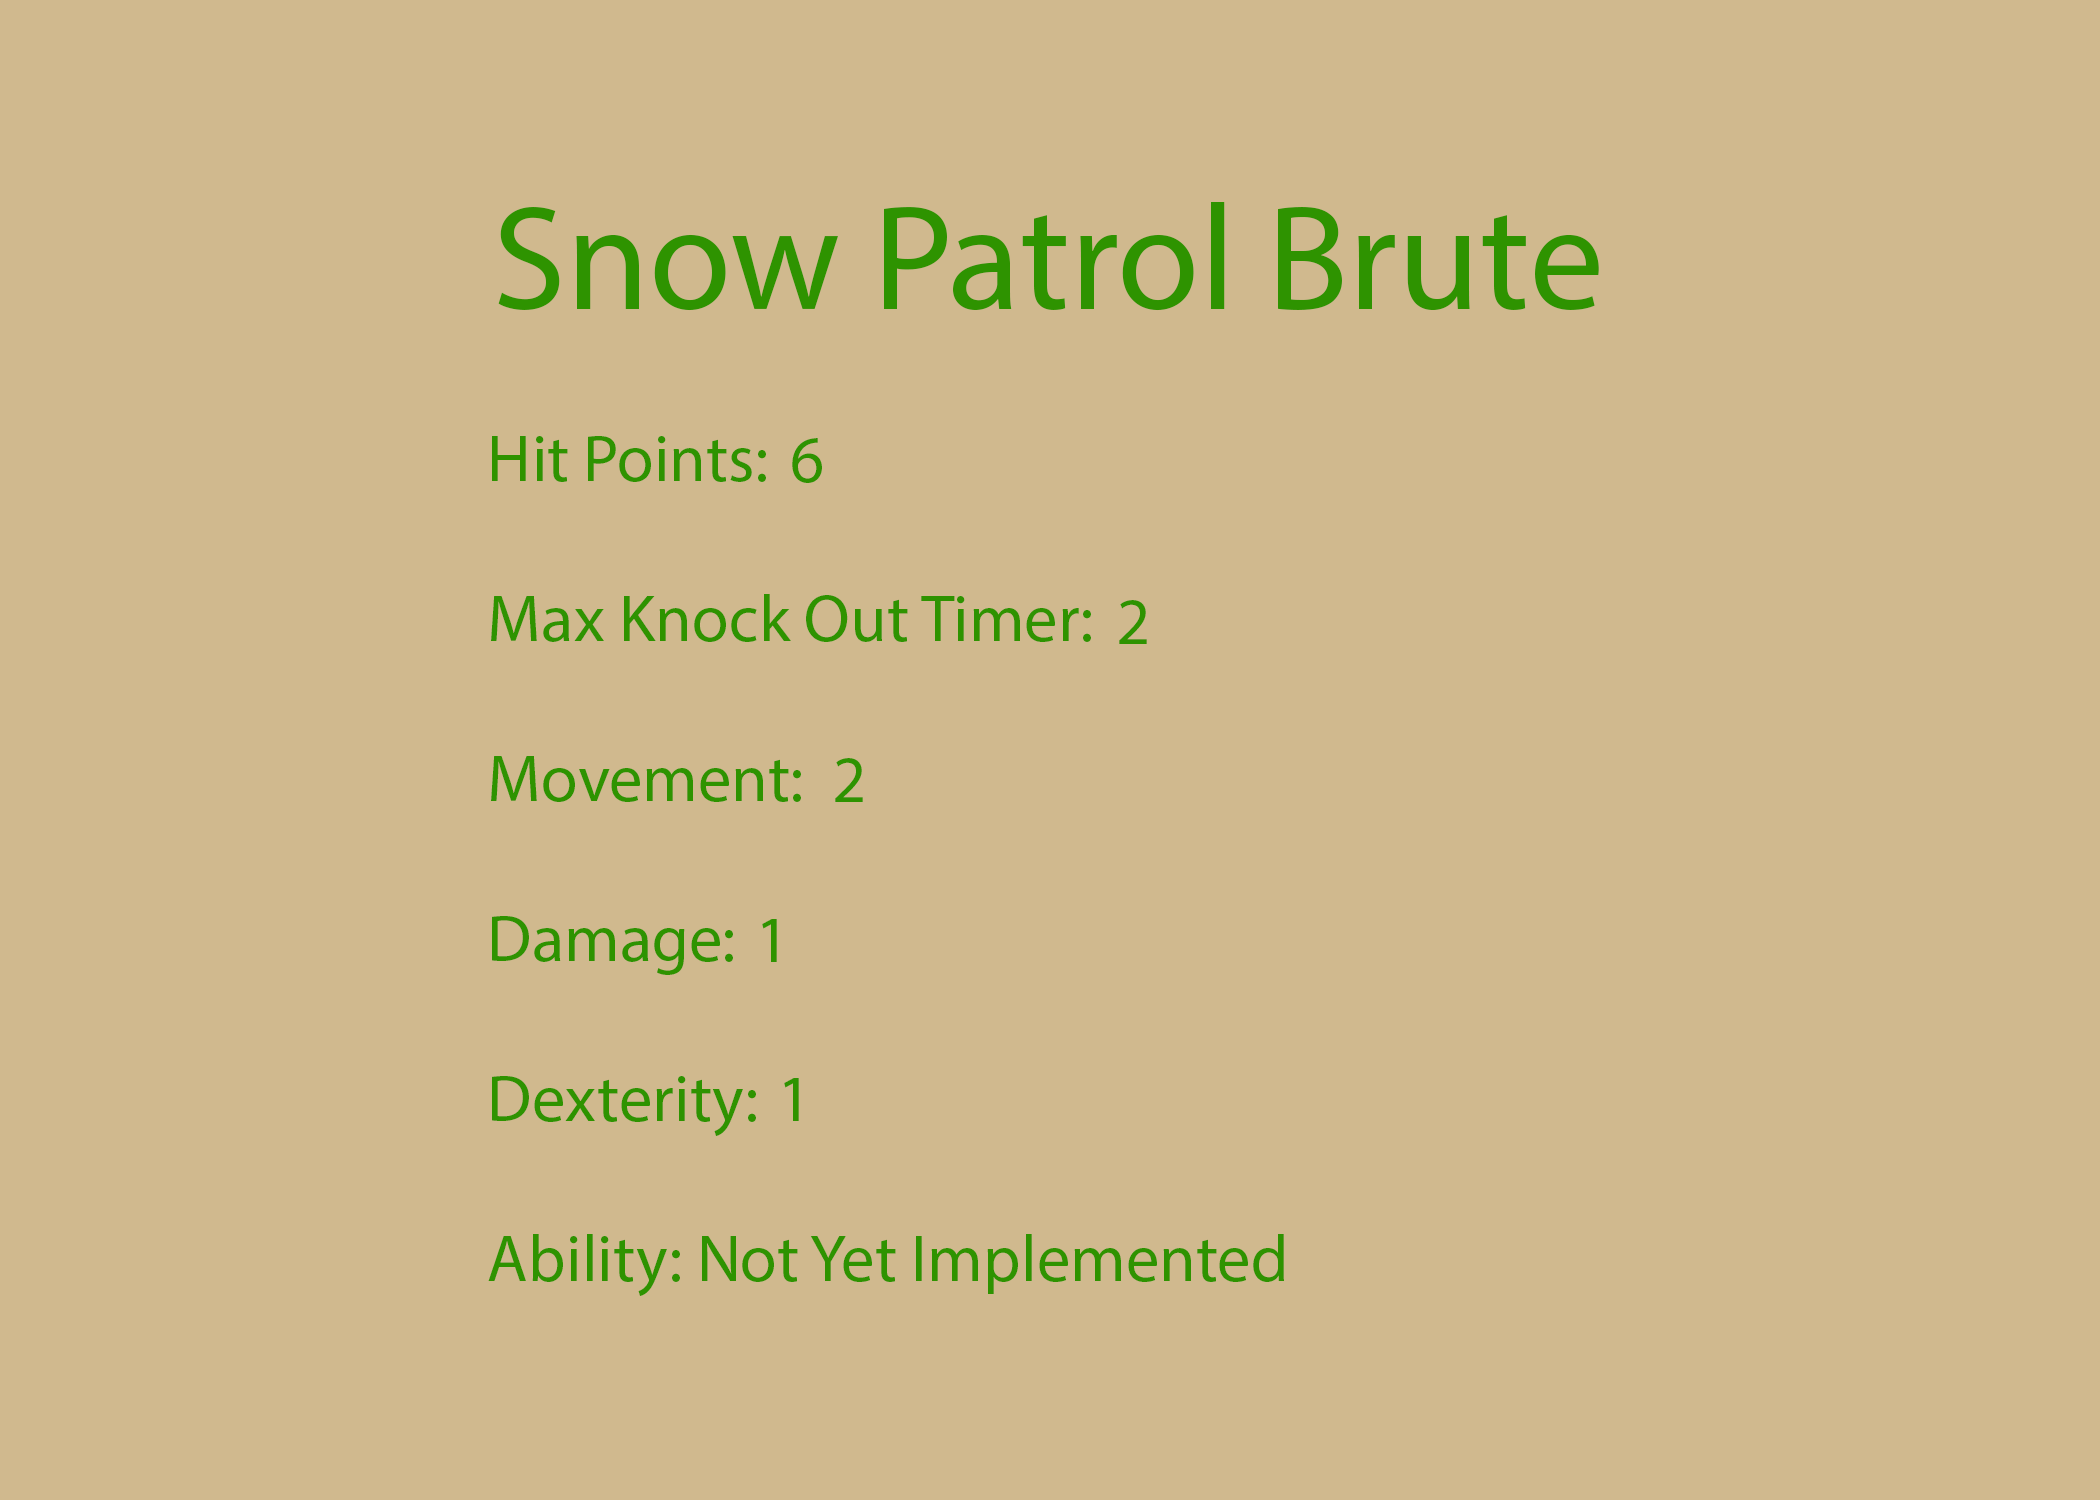 Snow Patrol Brute
Hit Points: 6
Max Knock Out Timer: 2
Movement: 2
Damage: 1
Dexterity: 1
Ability: Not Yet Implemented